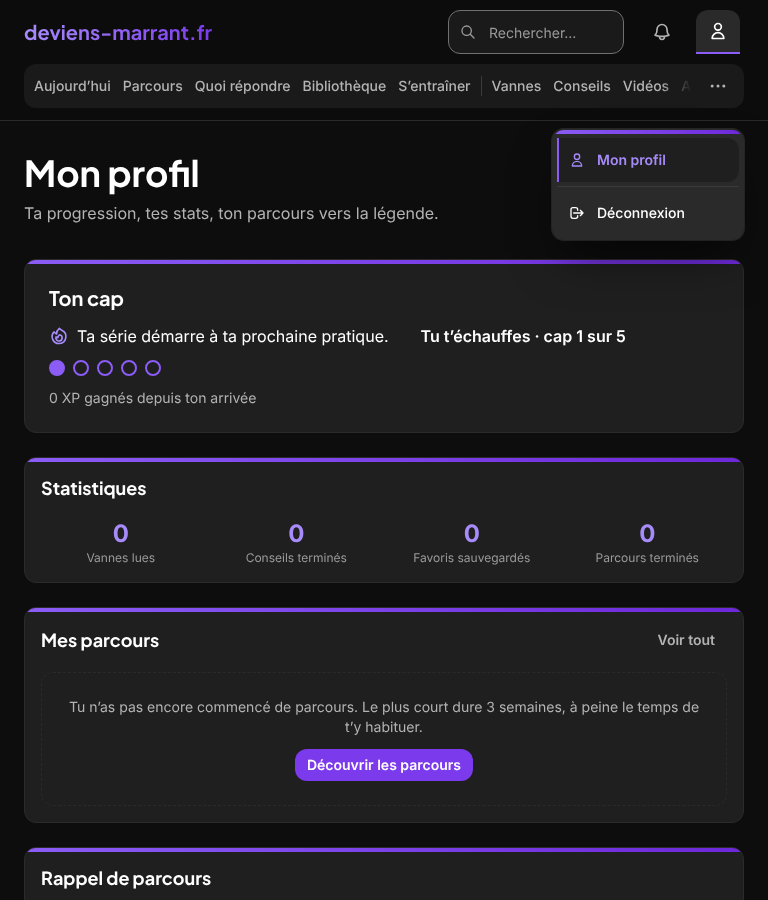 deviens-marrant.fr
Rechercher...
Aujourd’hui Parcours Quoi répondre Bibliothèque S’entraîner Vannes Conseils Vidéos
Mon profil
Déconnexion
Mon profil
Ta progression, tes stats, ton parcours vers la légende.
Ton cap
Ta série démarre à ta prochaine pratique. Tu t’échauffes · cap 1 sur 5
0 XP gagnés depuis ton arrivée
Statistiques
0 0 0 0
Vannes lues Conseils terminés Favoris sauvegardés Parcours terminés
Mes parcours Voir tout
Tu n’as pas encore commencé de parcours. Le plus court dure 3 semaines, à peine le temps de
t’y habituer.
Découvrir les parcours
Rappel de parcours